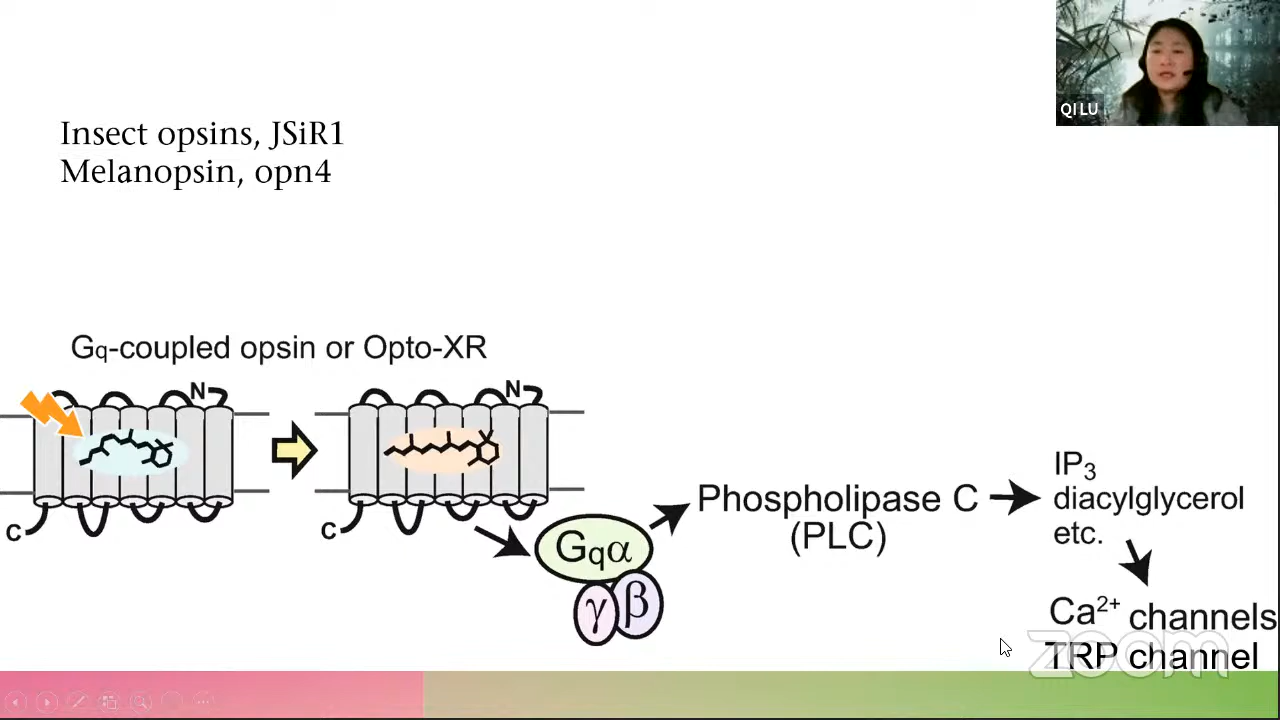 QI LU
Insect opsins, JSiR1
Melanopsin, opn4
Gq-coupled opsin or Opto-XR
N
N
C
C
Gqα
γ β
Phospholipase C
(PLC)
IP3
diacylglycerol
etc.
Ca2+ channels
TRP channel
zoom